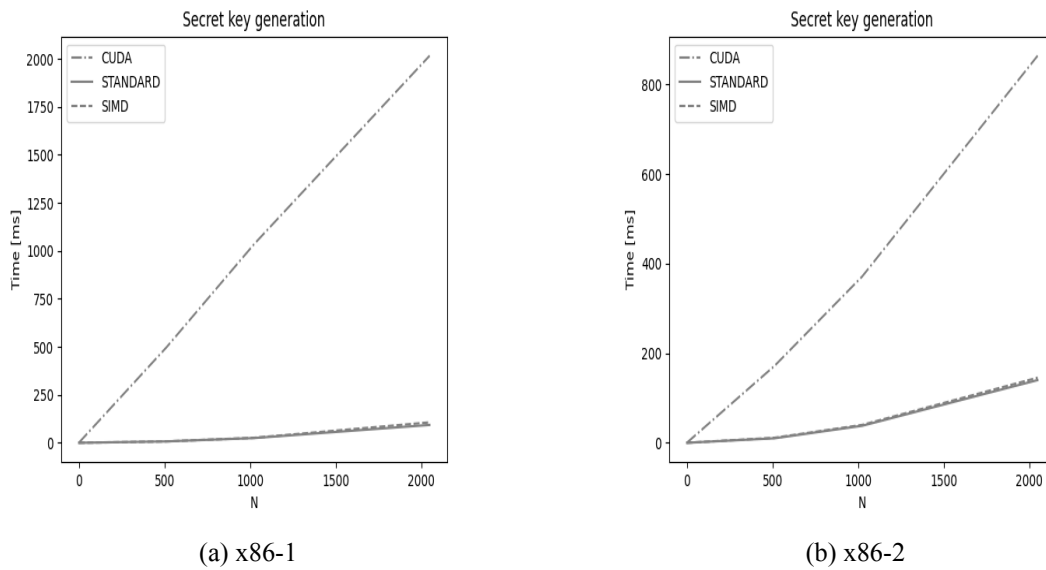 Secret key generation
CUDA
STANDARD
SIMD
2000
1750
1500
1250
1000
750
500
250
0
Time [ms]
0 500 1000 1500 2000
N
(a) x86-1
Secret key generation
CUDA
STANDARD
SIMD
800
600
400
200
0
Time [ms]
0 500 1000 1500 2000
N
(b) x86-2